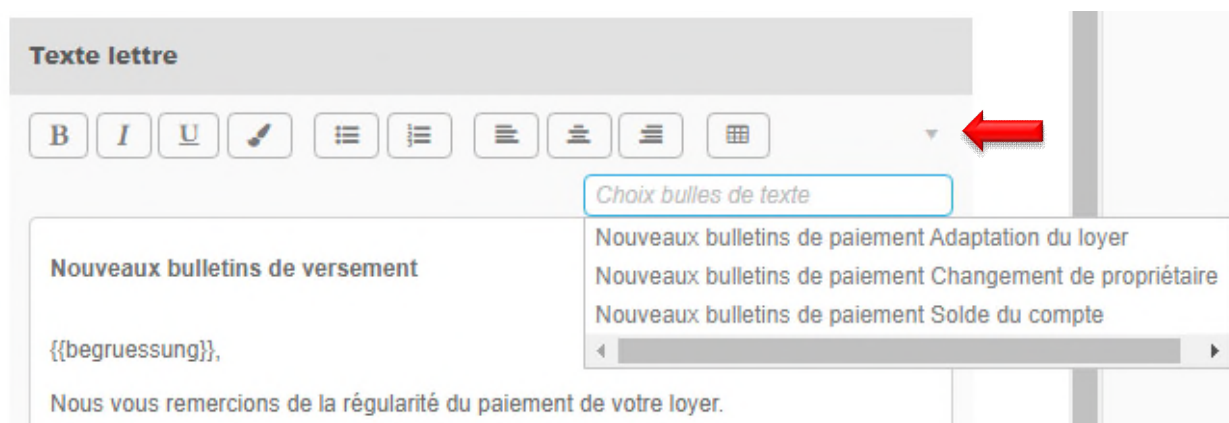 Texte lettre
B I U
Choix bulles de texte
Nouveaux bulletins de paiement Adaptation du loyer
Nouveaux bulletins de paiement Changement de propriétaire
Nouveaux bulletins de paiement Solde du compte
Nouveaux bulletins de versement
{{begruessung}},
Nous vous remercions de la régularité du paiement de votre loyer.